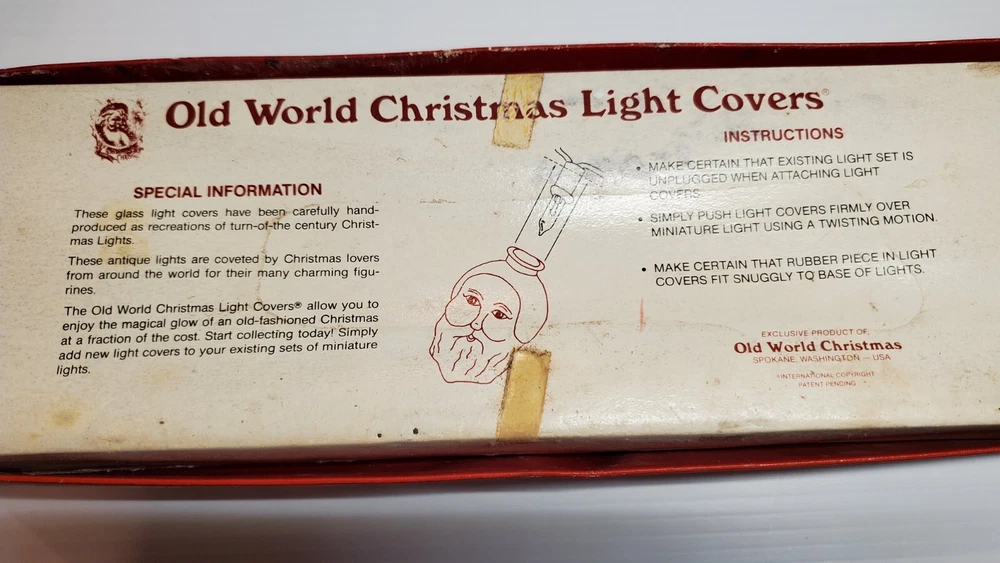 Old World Christmas Light Covers®
SPECIAL INFORMATION
These glass light covers have been carefully hand-
produced as recreations of turn-of-the century Christ-
mas Lights.
These antique lights are coveted by Christmas lovers
from around the world for their many charming figu-
rines.
The Old World Christmas Light Covers® allow you to
enjoy the magical glow of an old-fashioned Christmas
at a fraction of the cost. Start collecting today! Simply
add new light covers to your existing sets of miniature
lights.
INSTRUCTIONS
• MAKE CERTAIN THAT EXISTING LIGHT SET IS
UNPLUGGED WHEN ATTACHING LIGHT
COVERS.
• SIMPLY PUSH LIGHT COVERS FIRMLY OVER
MINIATURE LIGHT USING A TWISTING MOTION.
• MAKE CERTAIN THAT RUBBER PIECE IN LIGHT
COVERS FIT SNUGGLY TO BASE OF LIGHTS.
EXCLUSIVE PRODUCT OF:
Old World Christmas
SPOKANE, WASHINGTON — USA
©INTERNATIONAL COPYRIGHT
PATENT PENDING